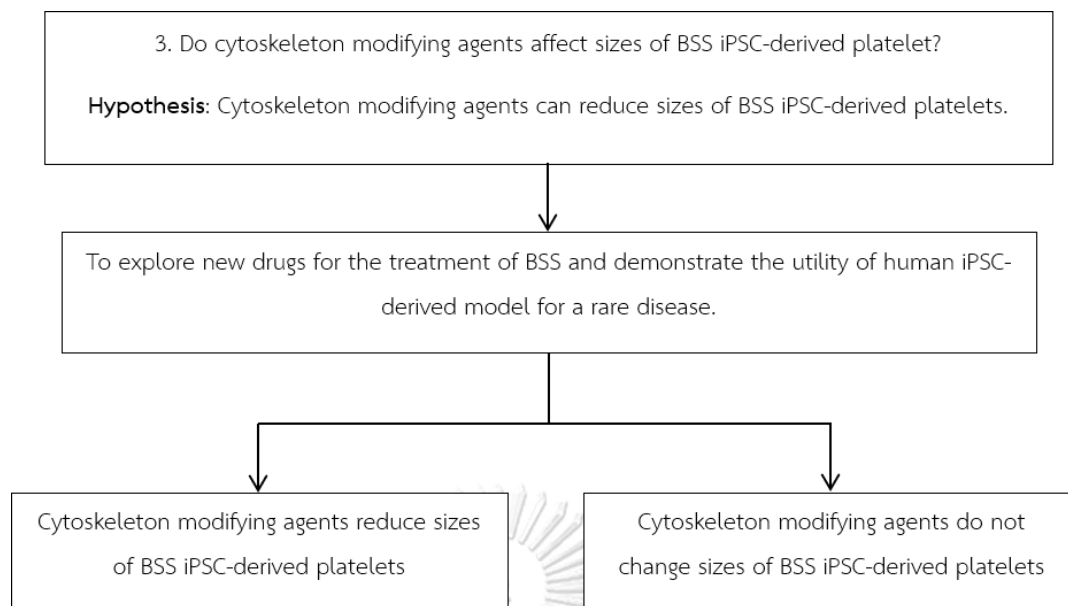 3. Do cytoskeleton modifying agents affect sizes of BSS iPSC-derived platelet?
Hypothesis: Cytoskeleton modifying agents can reduce sizes of BSS iPSC-derived platelets.
To explore new drugs for the treatment of BSS and demonstrate the utility of human iPSC-
derived model for a rare disease.
Cytoskeleton modifying agents reduce sizes
of BSS iPSC-derived platelets
Cytoskeleton modifying agents do not
change sizes of BSS iPSC-derived platelets